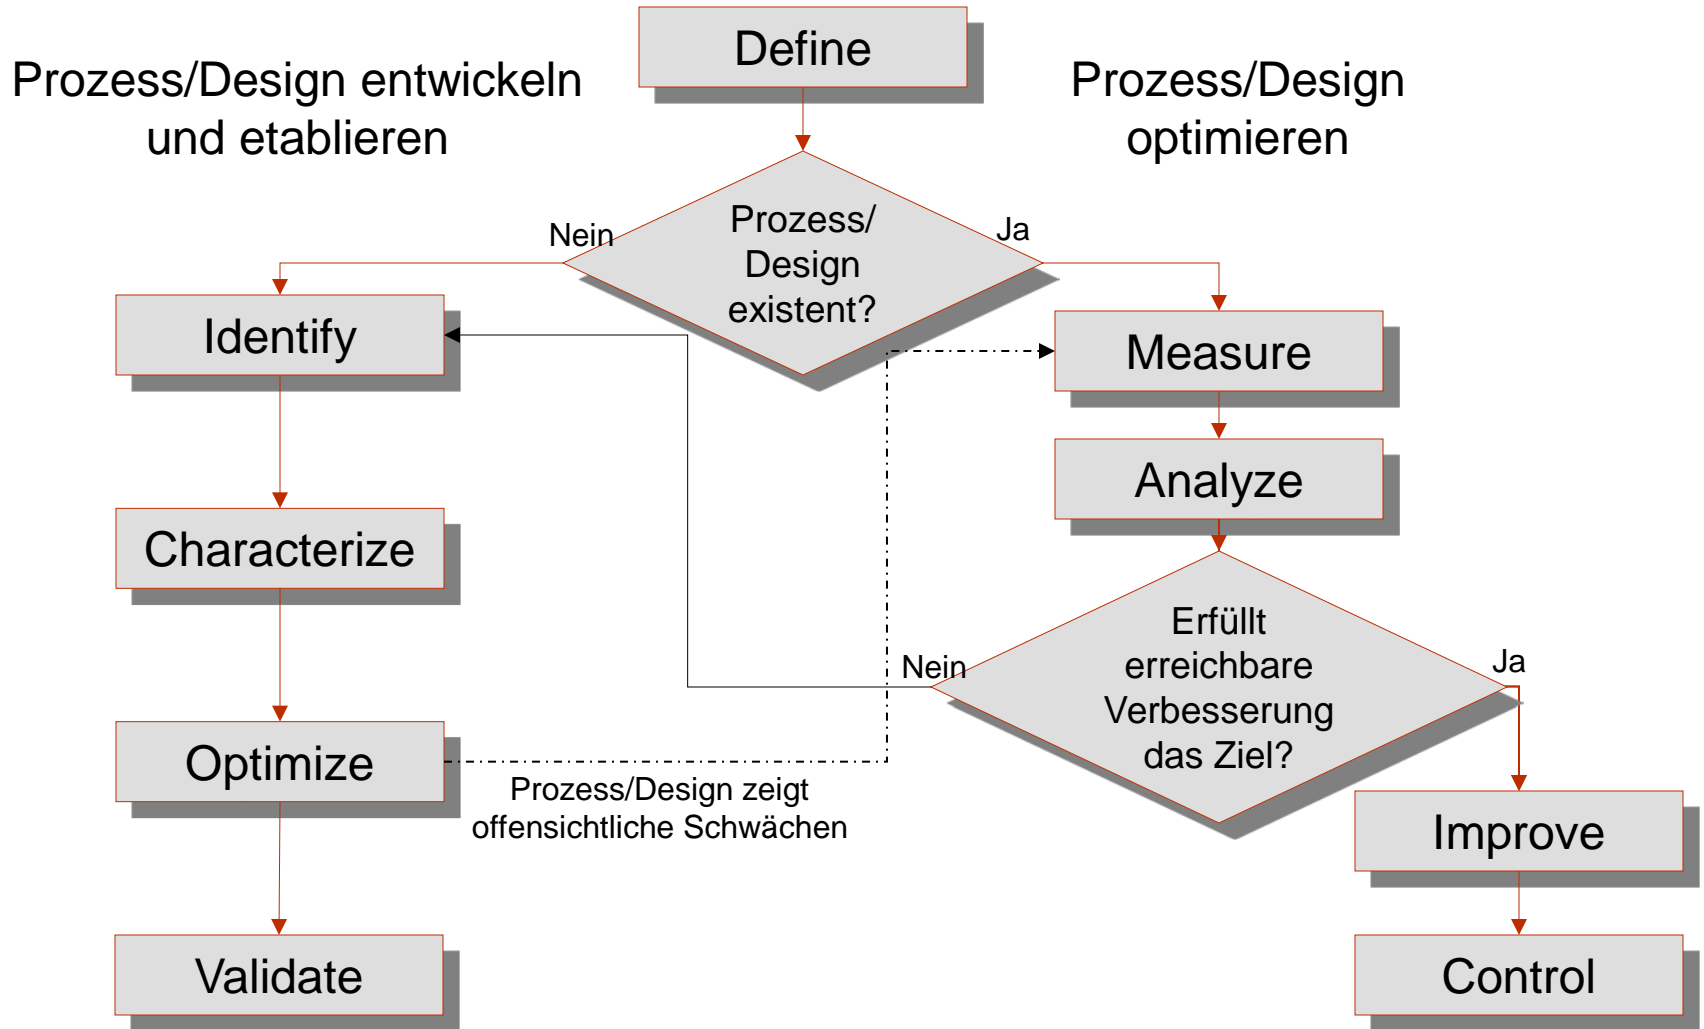 Define
Prozess/Design entwickeln
und etablieren
Prozess/Design
optimieren
Prozess/
Design
existent?
Nein
Ja
Identify
Measure
Analyze
Characterize
Erfüllt
erreichbare
Verbesserung
das Ziel?
Nein
Ja
Optimize
Prozess/Design zeigt
offensichtliche Schwächen
Improve
Validate
Control